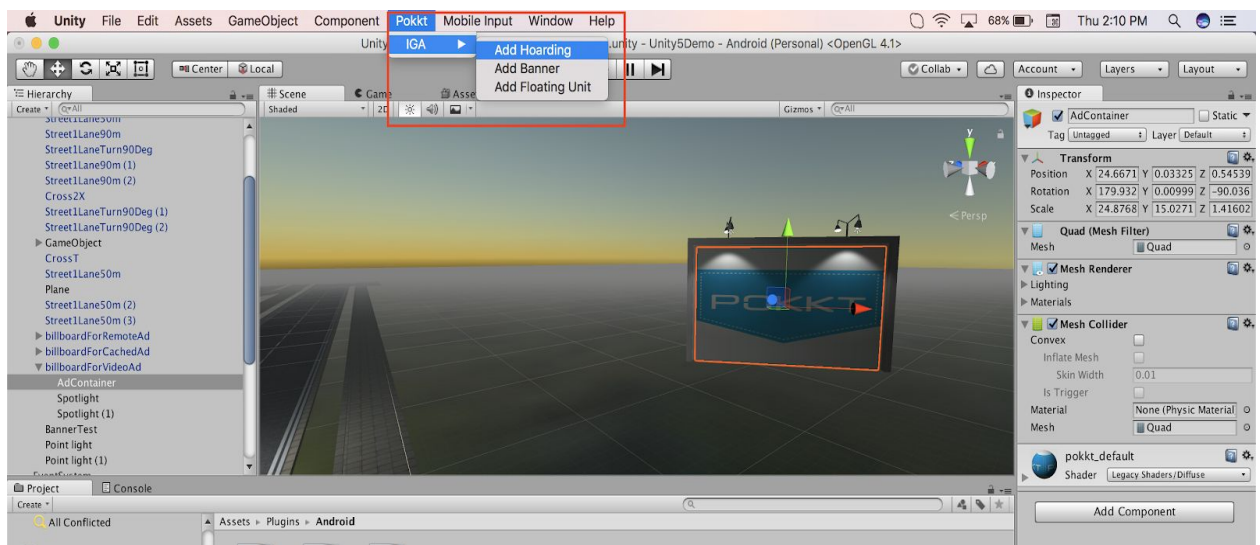 Unity File Edit Assets GameObject Component Pokkt Mobile Input Window Help 68% Thu 2:10 PM
Unity .unity - Unity5Demo - Android (Personal) <OpenGL 4.1>
IGA
Add Hoarding
Add Banner
Add Floating Unit
Center Local Collab Account Layers Layout
Hierarchy
Create All
Street1Lane50m
Street1Lane90m
Street1LaneTurn90Deg
Street1Lane90m (1)
Street1Lane90m (2)
Cross2X
Street1LaneTurn90Deg (1)
Street1LaneTurn90Deg (2)
GameObject
CrossT
Street1Lane50m
Plane
Street1Lane50m (2)
Street1Lane50m (3)
billboardForRemoteAd
billboardForCachedAd
billboardForVideoAd
AdContainer
Spotlight
Spotlight (1)
BannerTest
Point light
Point light (1)
EventSystem
Scene Game Asse
Shaded 2D Gizmos All
y
Persp
POKKT
Inspector
AdContainer Static
Tag Untagged Layer Default
Transform
Position X 24.6671 Y 0.03325 Z 0.54539
Rotation X 179.932 Y 0.00999 Z -90.036
Scale X 24.8768 Y 15.0271 Z 1.41602
Quad (Mesh Filter)
Mesh Quad
Mesh Renderer
Lighting
Materials
Mesh Collider
Convex
Inflate Mesh
Skin Width 0.01
Is Trigger
Material None (Physic Material)
Mesh Quad
pokkt_default
Shader Legacy Shaders/Diffuse
Add Component
Project Console
Create
All Conflicted
Assets Plugins Android